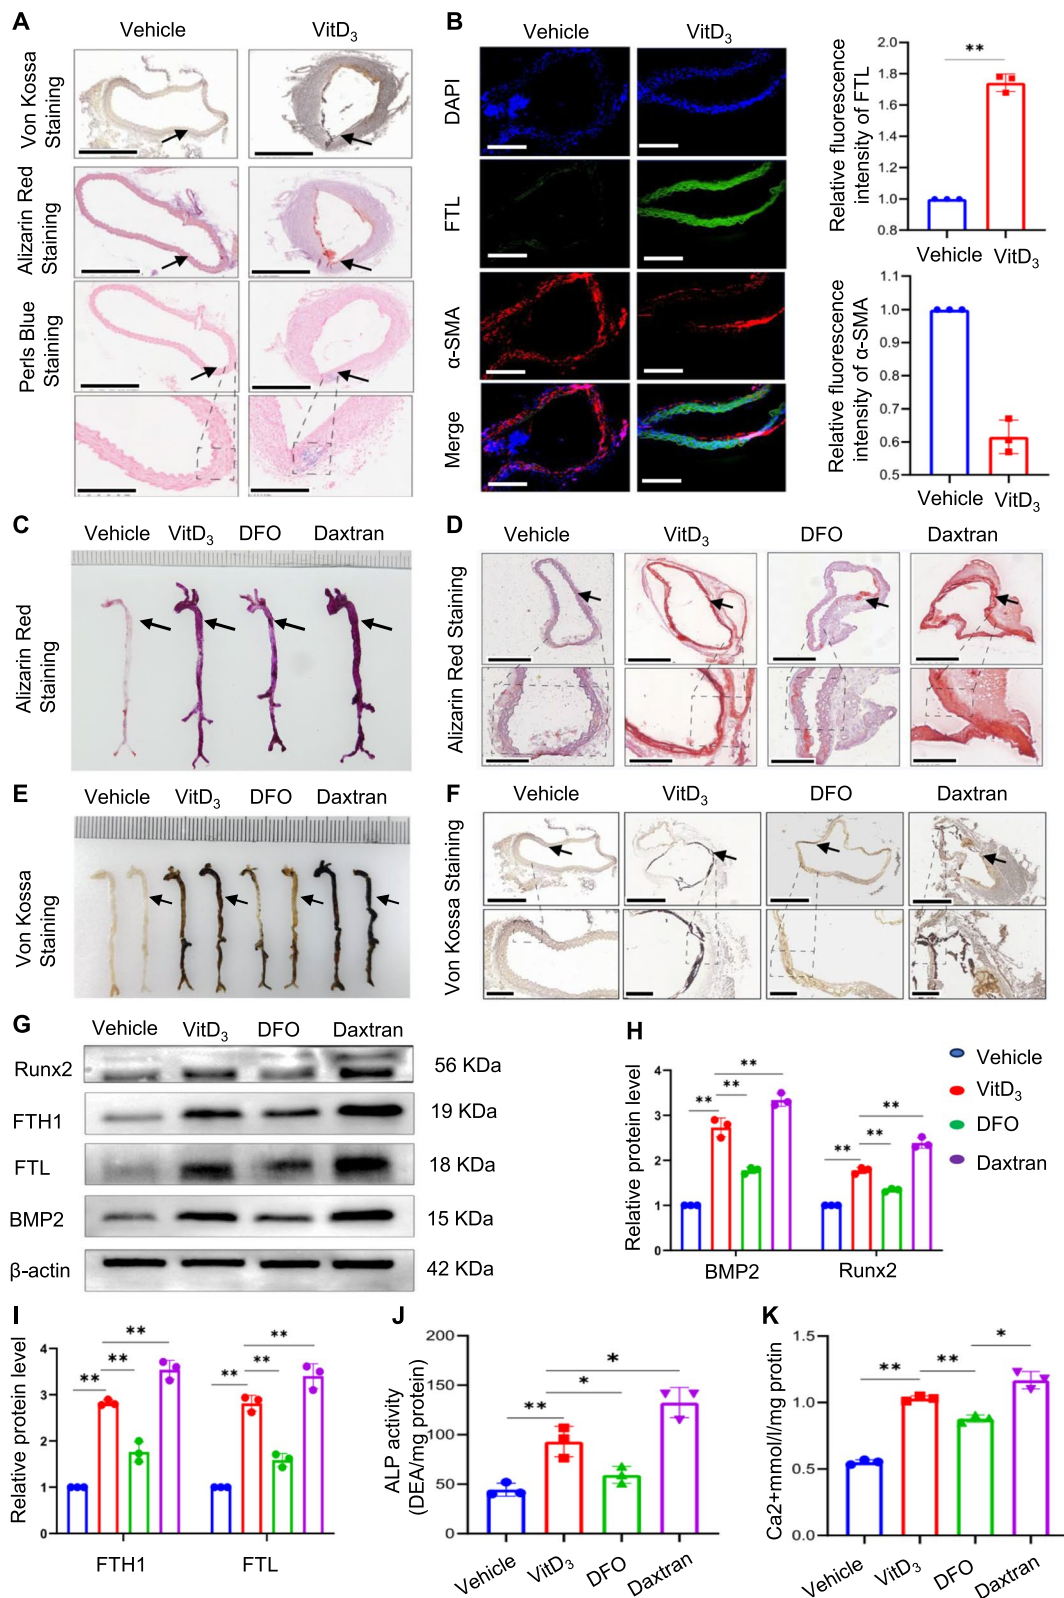 A
Vehicle
VitD3
Von Kossa
Staining
Alizarin Red
Staining
Perls Blue
Staining
B
Vehicle
VitD3
DAPI
FTL
α-SMA
Merge
Relative fluorescence
intensity of FTL
2.0
1.8
1.6
1.4
1.2
1.0
0.8
**
Vehicle
VitD3
Relative fluorescence
intensity of α-SMA
1.1
1.0
0.9
0.8
0.7
0.6
0.5
Vehicle
VitD3
C
Vehicle VitD3 DFO Daxtran
Alizarin Red
Staining
D
Vehicle VitD3 DFO Daxtran
Alizarin Red Staining
E
Vehicle VitD3 DFO Daxtran
Von Kossa
Staining
F
Vehicle VitD3 DFO Daxtran
Von Kossa Staining
G
Vehicle VitD3 DFO Daxtran
Runx2 56 KDa
FTH1 19 KDa
FTL 18 KDa
BMP2 15 KDa
β-actin 42 KDa
H
Relative protein level
4
3
2
1
0
** ** **
** ** **
BMP2 Runx2
Vehicle
VitD3
DFO
Daxtran
I
Relative protein level
4
3
2
1
0
** ** **
** ** **
FTH1 FTL
J
ALP activity
(DEA/mg protein)
200
150
100
50
0
** * *
Vehicle VitD3 DFO Daxtran
K
Ca2+mmol/l/mg protin
1.5
1.0
0.5
0.0
** ** *
Vehicle VitD3 DFO Daxtran